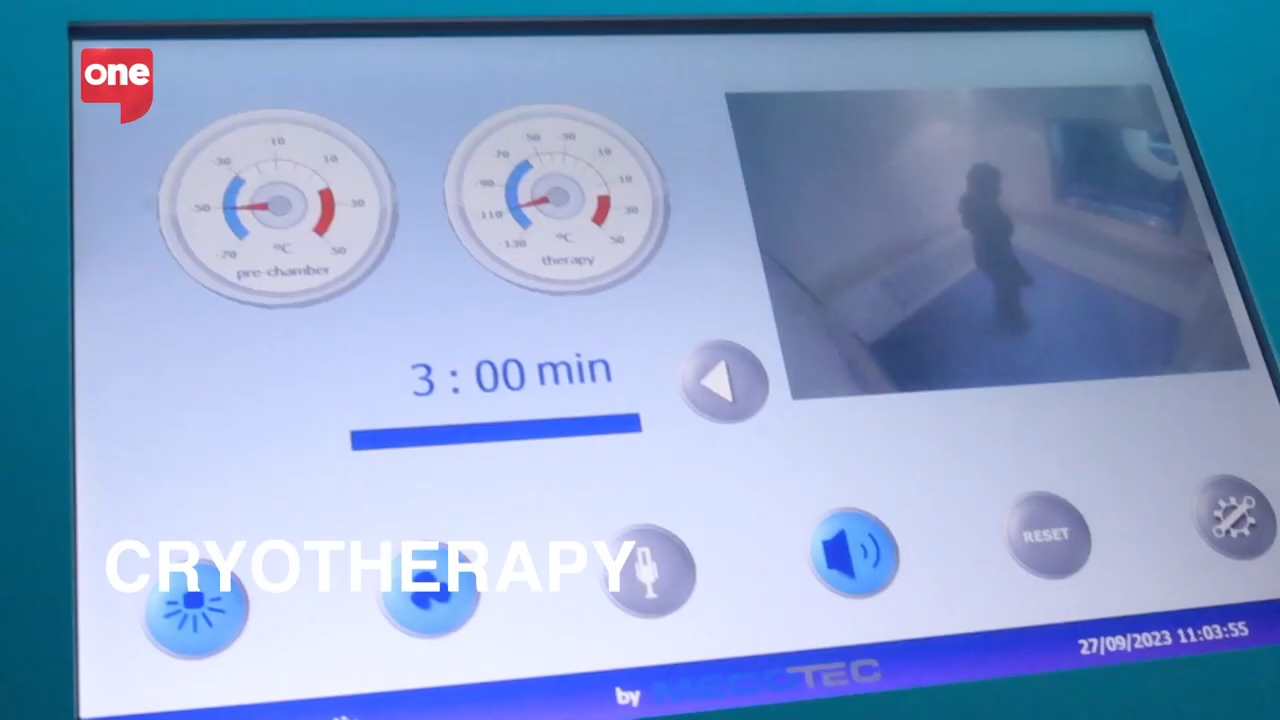 one
-70
-50
-30
-10
10
30
50
°C
pre-chamber
-130
-110
-90
-70
-50
-30
10
10
30
50
°C
therapy
3 : 00 min
CRYOTHERAPY
RESET
27/09/2023 11:03:55
by MECOTEC